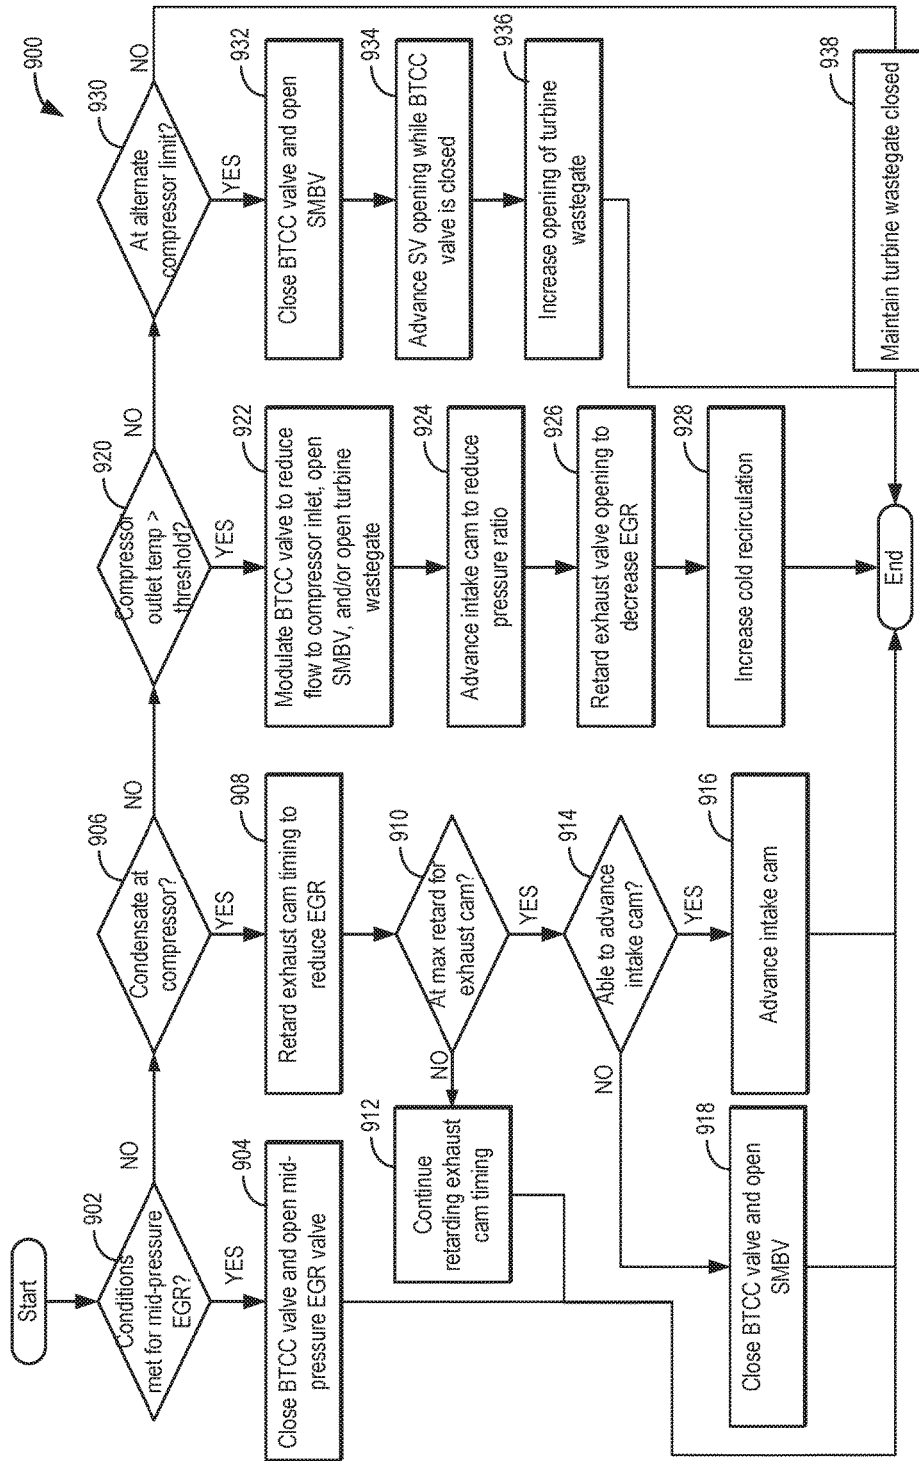 900
Start
902
Conditions
met for mid-pressure
EGR?
NO
YES
904
Close BTCC valve and open mid-
pressure EGR valve
906
Condensate at
compressor?
NO
YES
908
Retard exhaust cam timing to
reduce EGR
910
At max retard for
exhaust cam?
NO
YES
912
Continue
retarding exhaust
cam timing
914
Able to advance
intake cam?
NO
YES
916
Advance intake cam
918
Close BTCC valve and open
SMBV
920
Compressor
outlet temp >
threshold?
NO
YES
922
Modulate BTCC valve to reduce
flow to compressor inlet, open
SMBV, and/or open turbine
wastegate
924
Advance intake cam to reduce
pressure ratio
926
Retard exhaust valve opening to
decrease EGR
928
Increase cold recirculation
930
At alternate
compressor limit?
NO
YES
932
Close BTCC valve and open
SMBV
934
Advance SV opening while BTCC
valve is closed
936
Increase opening of turbine
wastegate
938
Maintain turbine wastegate closed
End